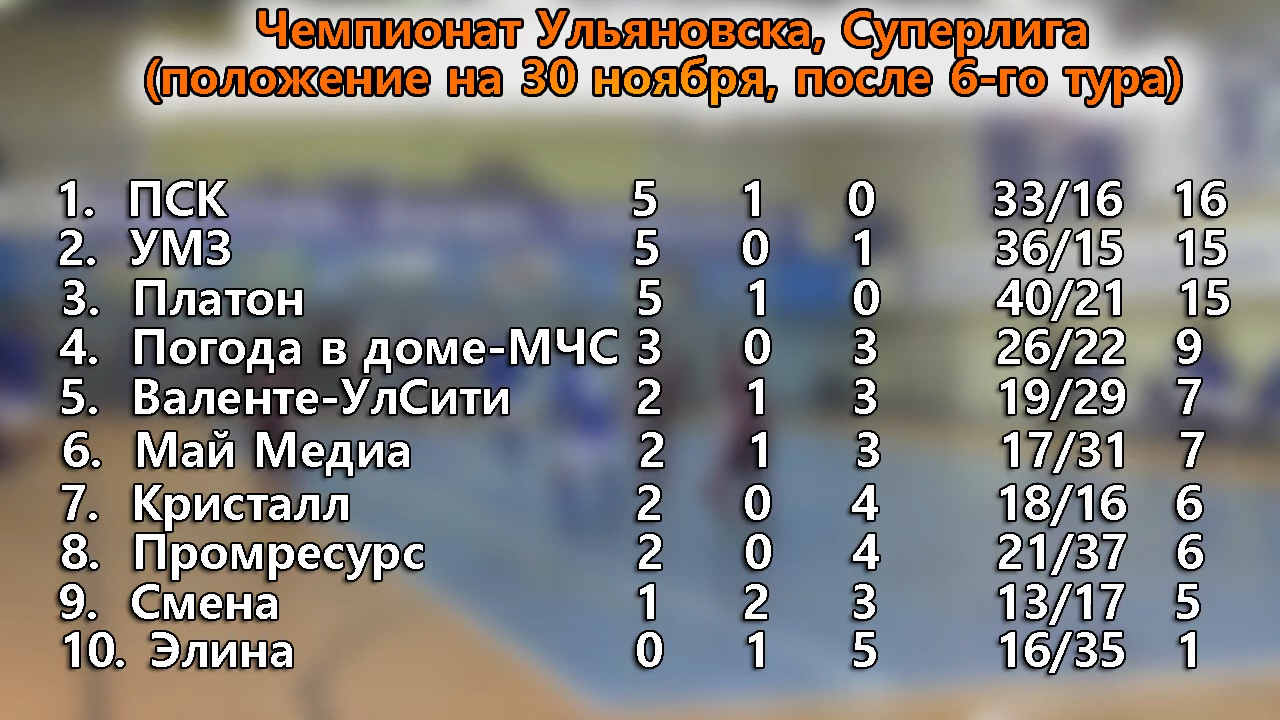 Чемпионат Ульяновска, Суперлига
(положение на 30 ноября, после 6-го тура)
1. ПСК 5 1 0 33/16 16
2. УМЗ 5 0 1 36/15 15
3. Платон 5 1 0 40/21 15
4. Погода в доме-МЧС 3 0 3 26/22 9
5. Валенте-УлСити 2 1 3 19/29 7
6. Май Медиа 2 1 3 17/31 7
7. Кристалл 2 0 4 18/16 6
8. Промресурс 2 0 4 21/37 6
9. Смена 1 2 3 13/17 5
10. Элина 0 1 5 16/35 1